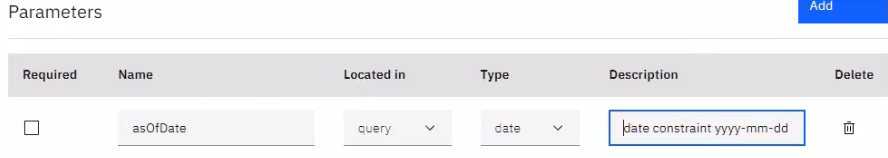 Add
Parameters
Required Name Located in Type Description Delete
asOfDate query date date constraint yyyy-mm-dd